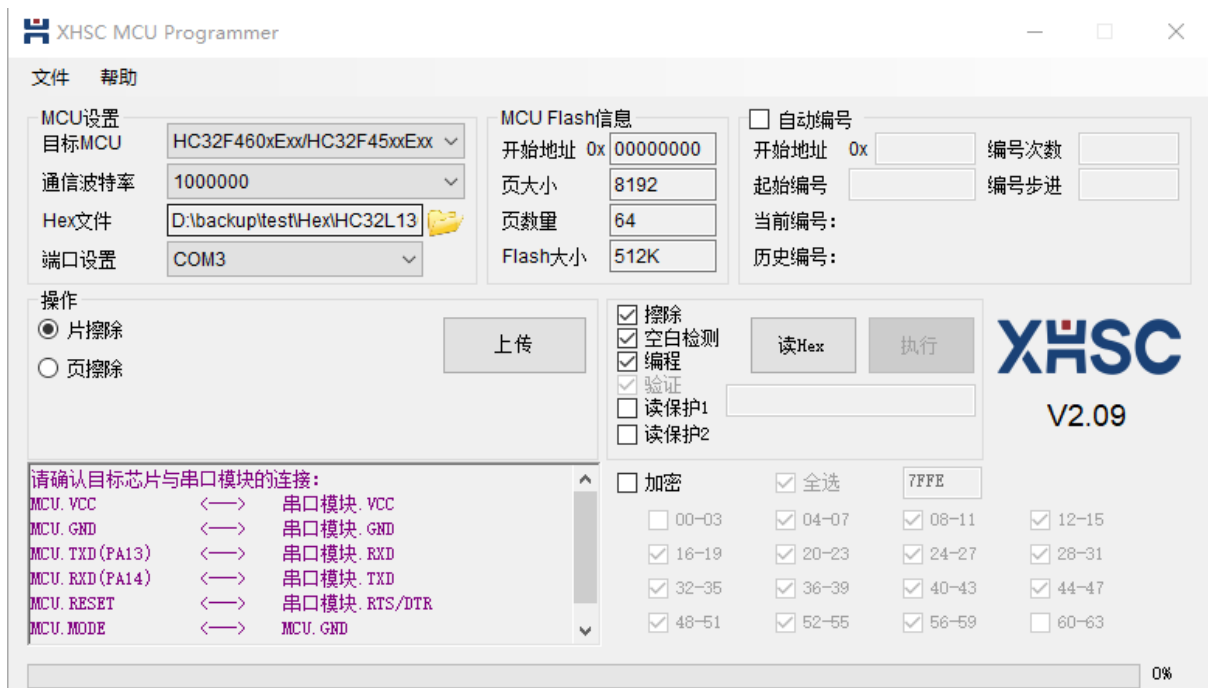 XHSC MCU Programmer
文件 帮助
MCU设置
目标MCU HC32F460xExx/HC32F45xxExx
通信波特率 1000000
Hex文件 D:\backup\test\Hex\HC32L13
端口设置 COM3
MCU Flash信息
开始地址 0x 00000000
页大小 8192
页数量 64
Flash大小 512K
自动编号
开始地址 0x 编号次数
起始编号 编号步进
当前编号:
历史编号:
操作
片擦除
页擦除
上传
擦除
空白检测
编程
验证
读保护1
读保护2
读Hex 执行
XHSC
V2.09
请确认目标芯片与串口模块的连接:
MCU.VCC <——> 串口模块.VCC
MCU.GND <——> 串口模块.GND
MCU.TXD(PA13) <——> 串口模块.RXD
MCU.RXD(PA14) <——> 串口模块.TXD
MCU.RESET <——> 串口模块.RTS/DTR
MCU.MODE <——> MCU.GND
加密 全选 7FFE
00-03 04-07 08-11 12-15
16-19 20-23 24-27 28-31
32-35 36-39 40-43 44-47
48-51 52-55 56-59 60-63
0%